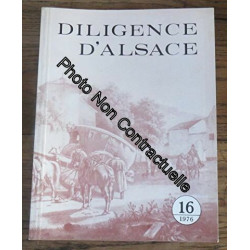 DILIGENCE
D'ALSACE
Photo Non Contractuelle
16
1976